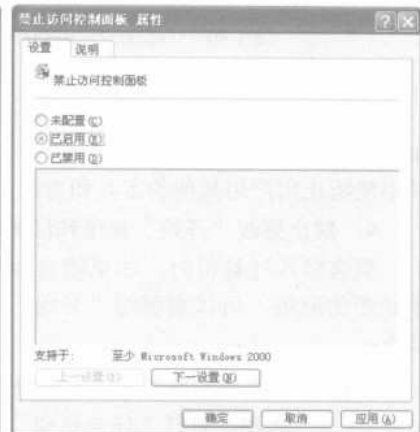 禁止访问控制面板 属性
设置 说明
禁止访问控制面板
未配置(C)
已启用(E)
已禁用(D)
支持于: 至少 Microsoft Windows 2000
上一设置(P) 下一设置(N)
确定 取消 应用(A)